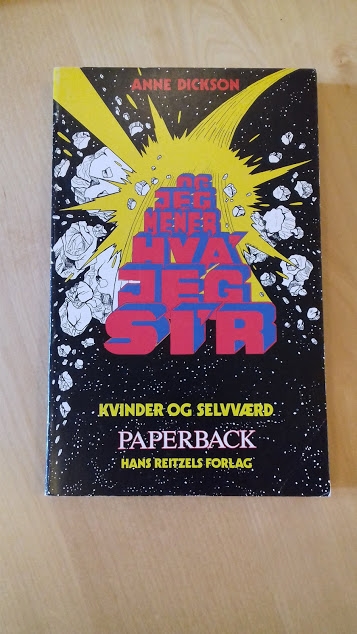 ANNE DICKSON
OG
JEG
MENER
HVA'
JEG
SI'R
KVINDER OG SELVVÆRD
PAPERBACK
HANS REITZELS FORLAG